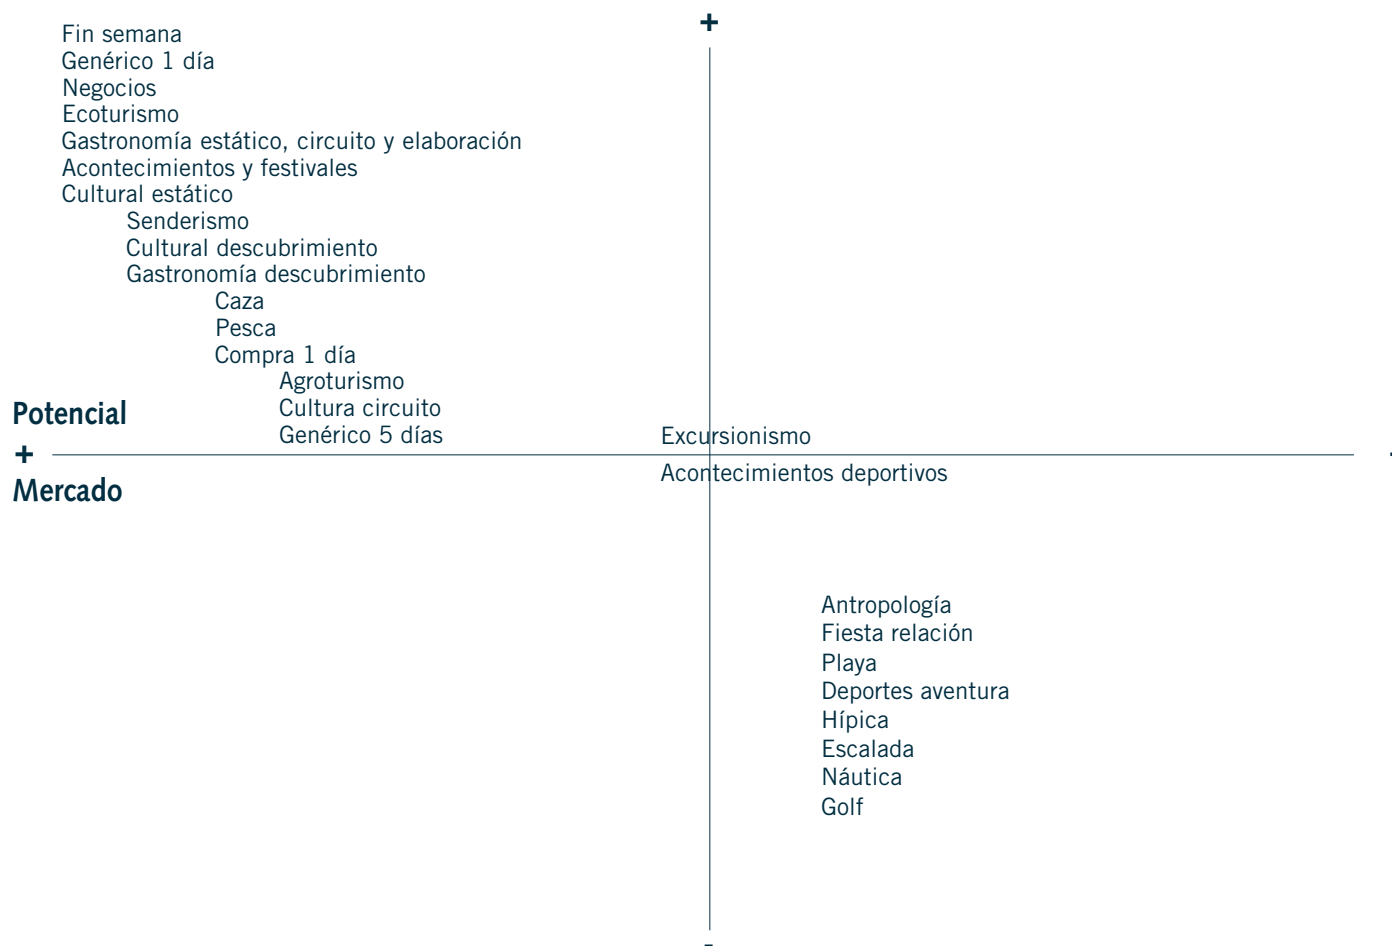 +
Fin semana
Genérico 1 día
Negocios
Ecoturismo
Gastronomía estático, circuito y elaboración
Acontecimientos y festivales
Cultural estático
Senderismo
Cultural descubrimiento
Gastronomía descubrimiento
Caza
Pesca
Compra 1 día
Agroturismo
Cultura circuito
Genérico 5 días
Potencial
+
Mercado
Excursionismo
Acontecimientos deportivos
Antropología
Fiesta relación
Playa
Deportes aventura
Hípica
Escalada
Náutica
Golf
-